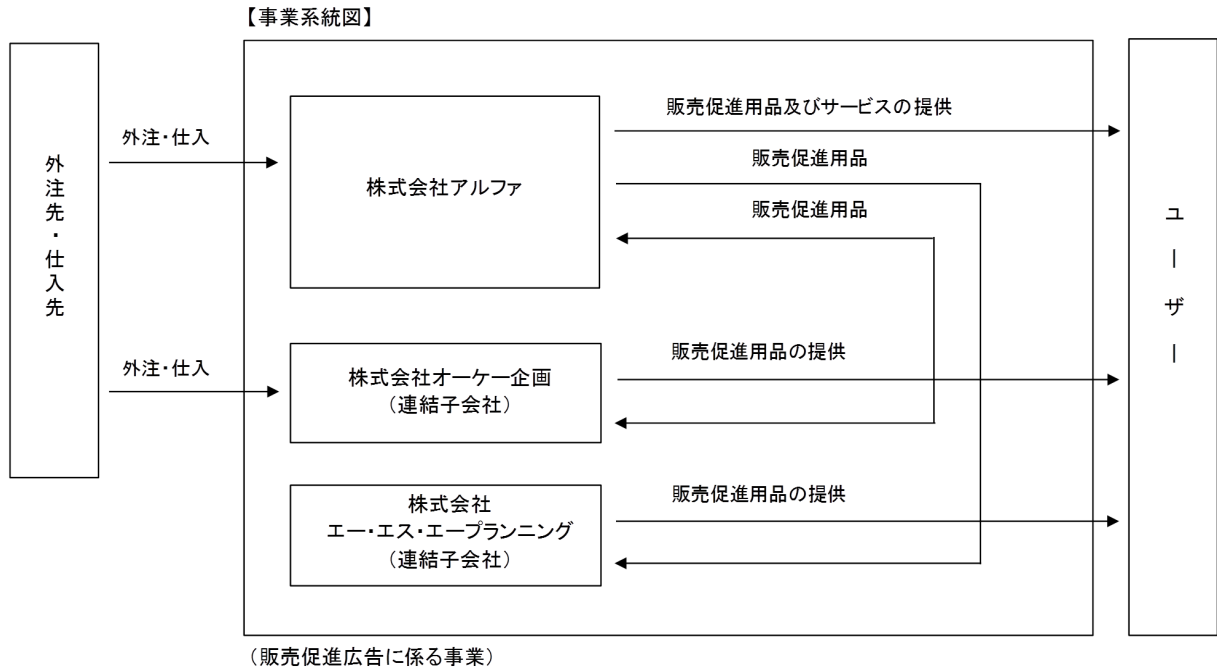 【事業系統図】
外注先・仕入先
外注・仕入
株式会社アルファ
販売促進用品及びサービスの提供
販売促進用品
販売促進用品
ユーザー
外注・仕入
株式会社オーケー企画
（連結子会社）
販売促進用品の提供
株式会社
エー・エス・エープランニング
（連結子会社）
販売促進用品の提供
（販売促進広告に係る事業）